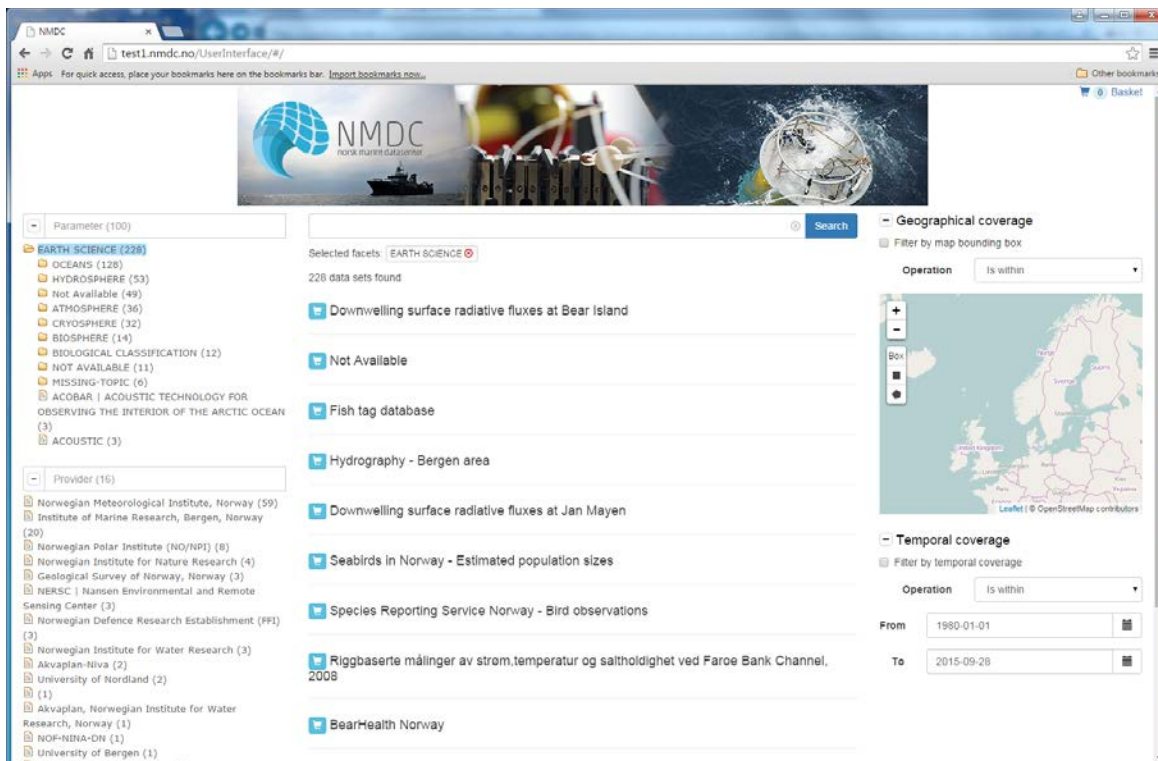 NMDC
test1.nmdc.no/UserInterface/#/
Apps For quick access, place your bookmarks here on the bookmarks bar. Import bookmarks now...
Other bookmarks
0 Basket
NMDC
norsk marint datasenter
Parameter (100)
EARTH SCIENCE (228)
OCEANS (128)
HYDROSPHERE (53)
Not Available (49)
ATMOSPHERE (36)
CRYOSPHERE (32)
BIOSPHERE (14)
BIOLOGICAL CLASSIFICATION (12)
NOT AVAILABLE (11)
MISSING-TOPIC (6)
ACOBAR | ACOUSTIC TECHNOLOGY FOR
OBSERVING THE INTERIOR OF THE ARCTIC OCEAN
(3)
ACOUSTIC (3)
Provider (16)
Norwegian Meteorological Institute, Norway (59)
Institute of Marine Research, Bergen, Norway
(20)
Norwegian Polar Institute (NO/NPI) (8)
Norwegian Institute for Nature Research (4)
Geological Survey of Norway, Norway (3)
NERSC | Nansen Environmental and Remote
Sensing Center (3)
Norwegian Defence Research Establishment (FFI)
(3)
Norwegian Institute for Water Research (3)
Akvaplan-Niva (2)
University of Nordland (2)
(1)
Akvaplan, Norwegian Institute for Water
Research, Norway (1)
NOF-NINA-DN (1)
University of Bergen (1)
Search
Selected facets: EARTH SCIENCE
228 data sets found
Downwelling surface radiative fluxes at Bear Island
Not Available
Fish tag database
Hydrography - Bergen area
Downwelling surface radiative fluxes at Jan Mayen
Seabirds in Norway - Estimated population sizes
Species Reporting Service Norway - Bird observations
Riggbaserte målinger av strøm,temperatur og saltholdighet ved Faroe Bank Channel,
2008
BearHealth Norway
Geographical coverage
Filter by map bounding box
Operation Is within
+
-
Box
Norge
Suomi
Sverige
United Kingdom
Paris
Leaflet | © OpenStreetMap contributors
Temporal coverage
Filter by temporal coverage
Operation Is within
From 1980-01-01
To 2015-09-28